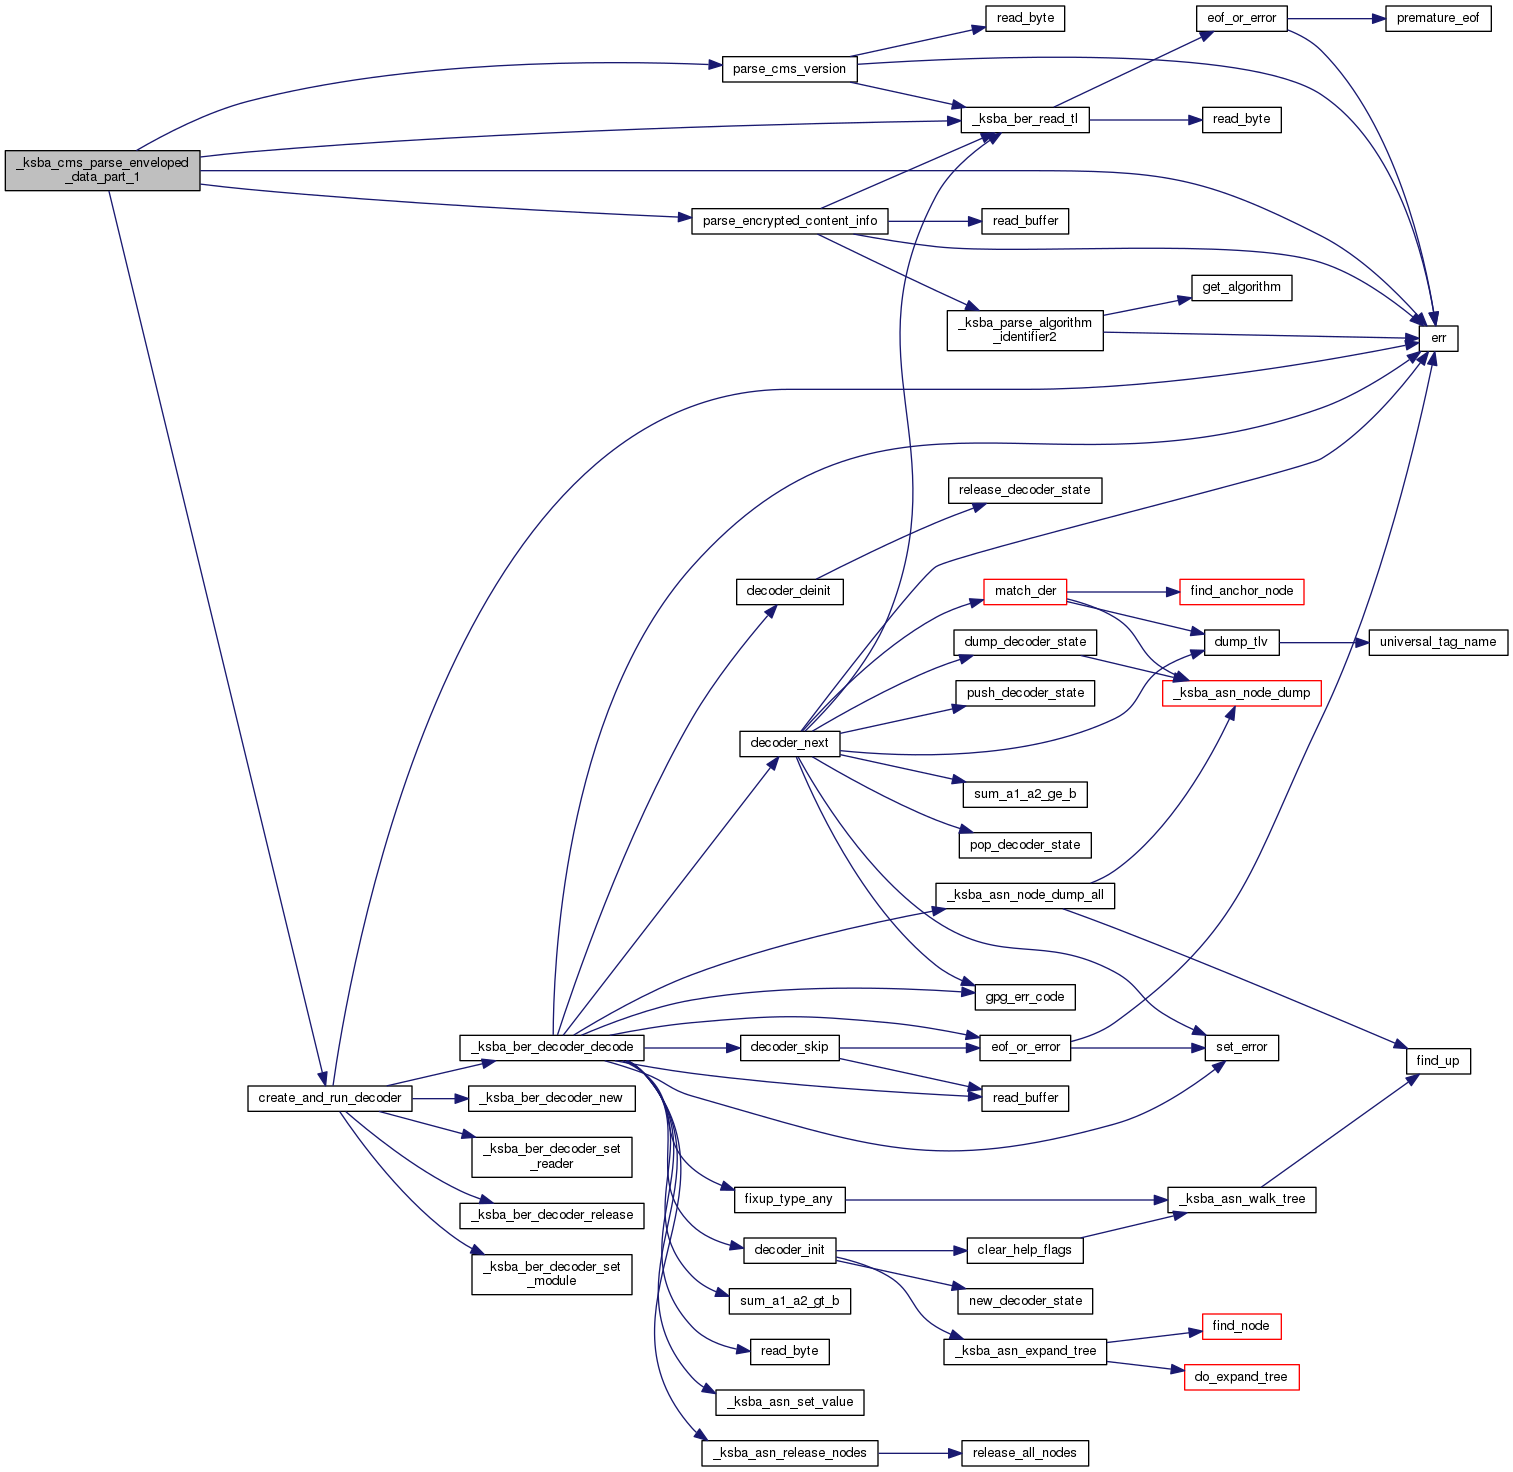 read_byte
eof_or_error
premature_eof
parse_cms_version
_ksba_ber_read_tl
read_byte
_ksba_cms_parse_enveloped
_data_part_1
parse_encrypted_content_info
read_buffer
get_algorithm
_ksba_parse_algorithm
_identifier2
err
release_decoder_state
decoder_deinit
match_der
find_anchor_node
dump_decoder_state
dump_tlv
universal_tag_name
push_decoder_state
_ksba_asn_node_dump
decoder_next
sum_a1_a2_ge_b
pop_decoder_state
_ksba_asn_node_dump_all
gpg_err_code
_ksba_ber_decoder_decode
decoder_skip
eof_or_error
set_error
find_up
create_and_run_decoder
_ksba_ber_decoder_new
read_buffer
_ksba_ber_decoder_set
_reader
fixup_type_any
_ksba_asn_walk_tree
_ksba_ber_decoder_release
decoder_init
clear_help_flags
_ksba_ber_decoder_set
_module
sum_a1_a2_gt_b
new_decoder_state
find_node
read_byte
_ksba_asn_expand_tree
do_expand_tree
_ksba_asn_set_value
_ksba_asn_release_nodes
release_all_nodes